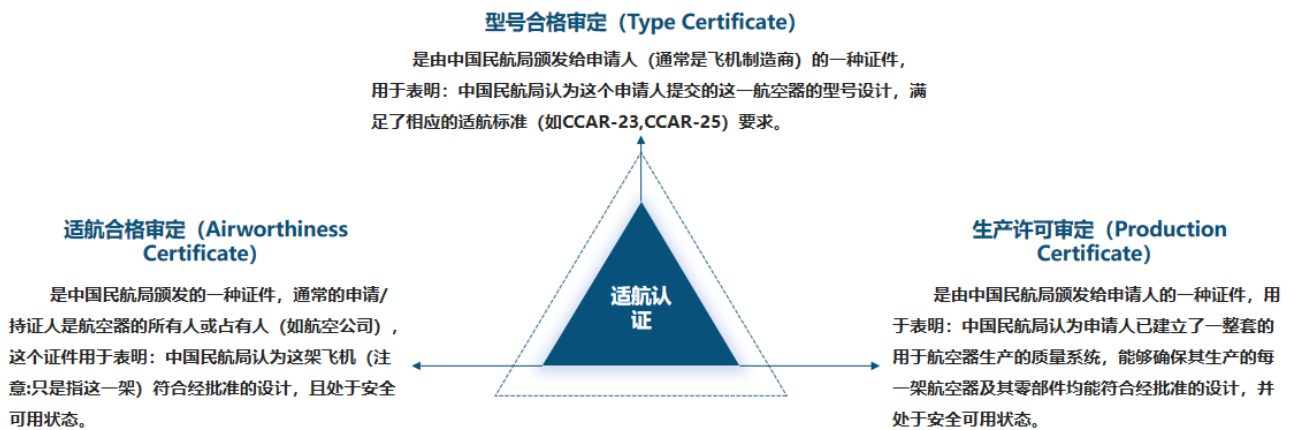 型号合格审定（Type Certificate）
是由中国民航局颁发给申请人（通常是飞机制造商）的一种证件，
用于表明：中国民航局认为这个申请人提交的这一航空器的型号设计，满
足了相应的适航标准（如CCAR-23,CCAR-25）要求。
适航合格审定（Airworthiness
Certificate）
是中国民航局颁发的一种证件，通常的申请/
持证人是航空器的所有人或占有人（如航空公司），
这个证件用于表明：中国民航局认为这架飞机（注
意:只是指这一架）符合经批准的设计，且处于安全
可用状态。
适航认
证
生产许可审定（Production
Certificate）
是由中国民航局颁发给申请人的一种证件，用
于表明：中国民航局认为申请人已建立了一整套的
用于航空器生产的质量系统，能够确保其生产的每
一架航空器及其零部件均能符合经批准的设计，并
处于安全可用状态。